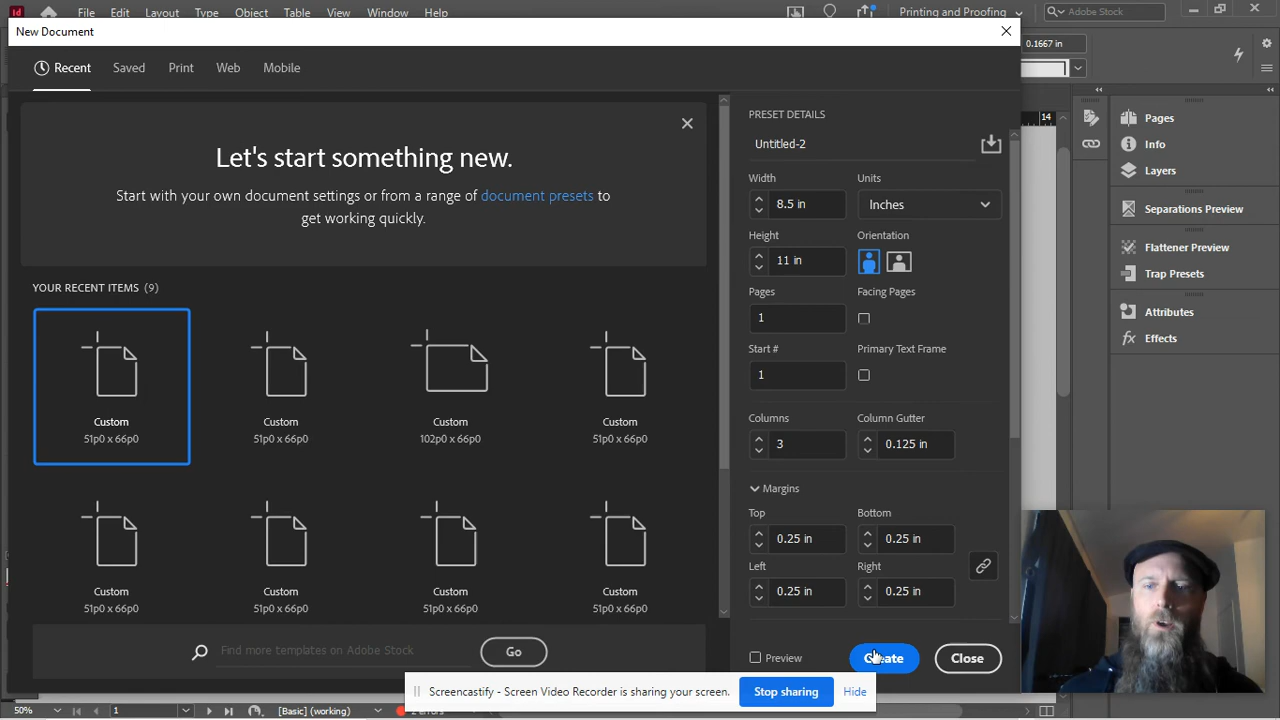 Id File Edit Layout Type Object Table View Window Help Printing and Proofing Adobe Stock
New Document
0.1667 in
Recent Saved Print Web Mobile
Let's start something new.
Start with your own document settings or from a range of document presets to
get working quickly.
YOUR RECENT ITEMS (9)
Custom
51p0 x 66p0
Custom
51p0 x 66p0
Custom
102p0 x 66p0
Custom
51p0 x 66p0
Custom
51p0 x 66p0
Custom
51p0 x 66p0
Custom
51p0 x 66p0
Custom
51p0 x 66p0
Find more templates on Adobe Stock
Go
PRESET DETAILS
Untitled-2
Width Units
8.5 in Inches
Height Orientation
11 in
Pages Facing Pages
1
Start # Primary Text Frame
1
Columns Column Gutter
3 0.125 in
Margins
Top Bottom
0.25 in 0.25 in
Left Right
0.25 in 0.25 in
Preview Create Close
14
Pages
Info
Layers
Separations Preview
Flattener Preview
Trap Presets
Attributes
fx Effects
Screencastify - Screen Video Recorder is sharing your screen. Stop sharing Hide
50% 1 [Basic] (working) 2 errors